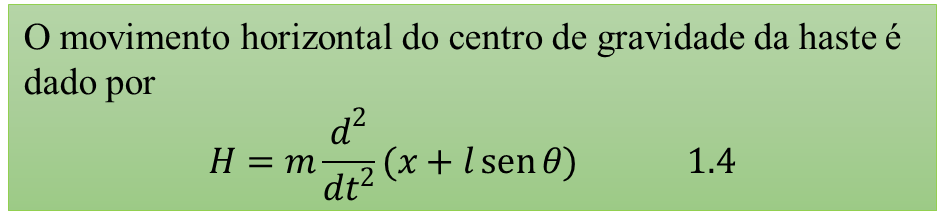 O movimento horizontal do centro de gravidade da haste é
dado por
𝐻 = 𝑚 𝑑²/𝑑𝑡² (𝑥 + 𝑙 sen 𝜃) 1.4